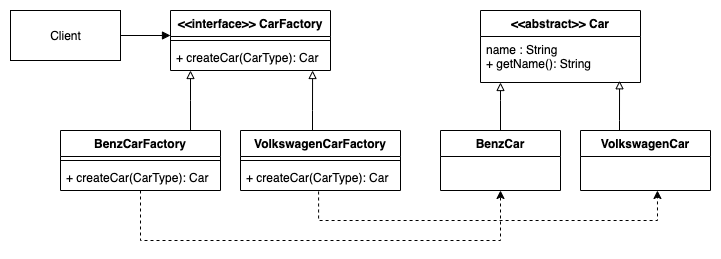 Client
<<interface>> CarFactory
+ createCar(CarType): Car
<<abstract>> Car
name : String
+ getName(): String
BenzCarFactory
+ createCar(CarType): Car
VolkswagenCarFactory
+ createCar(CarType): Car
BenzCar
VolkswagenCar